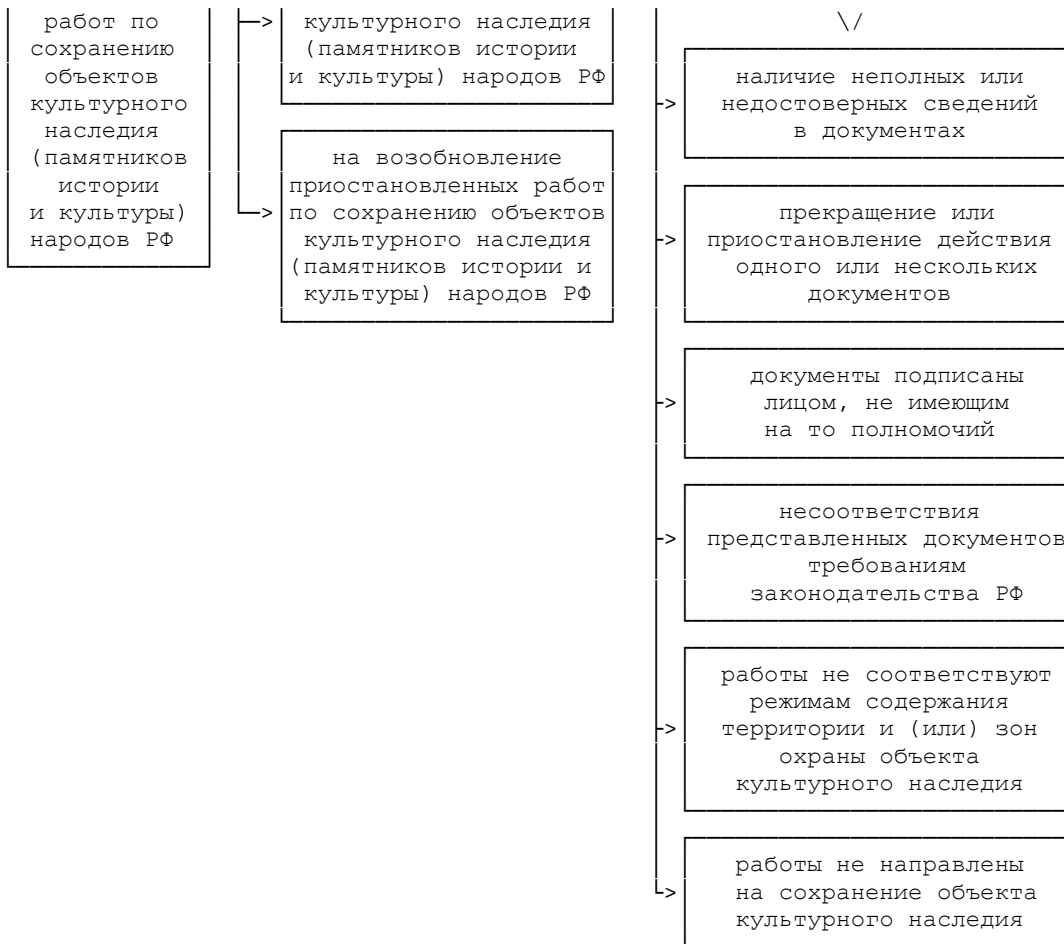 работ по
сохранению
объектов
культурного
наследия
(памятников
истории
и культуры)
народов РФ
культурного наследия
(памятников истории
и культуры) народов РФ
на возобновление
приостановленных работ
по сохранению объектов
культурного наследия
(памятников истории и
культуры) народов РФ
наличие неполных или
недостоверных сведений
в документах
прекращение или
приостановление действия
одного или нескольких
документов
документы подписаны
лицом, не имеющим
на то полномочий
несоответствия
представленных документов
требованиям
законодательства РФ
работы не соответствуют
режимам содержания
территории и (или) зон
охраны объекта
культурного наследия
работы не направлены
на сохранение объекта
культурного наследия